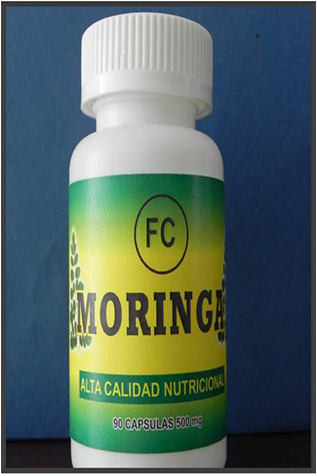 FC
MORINGA
ALTA CALIDAD NUTRICIONAL
90 CAPSULAS 500 mg